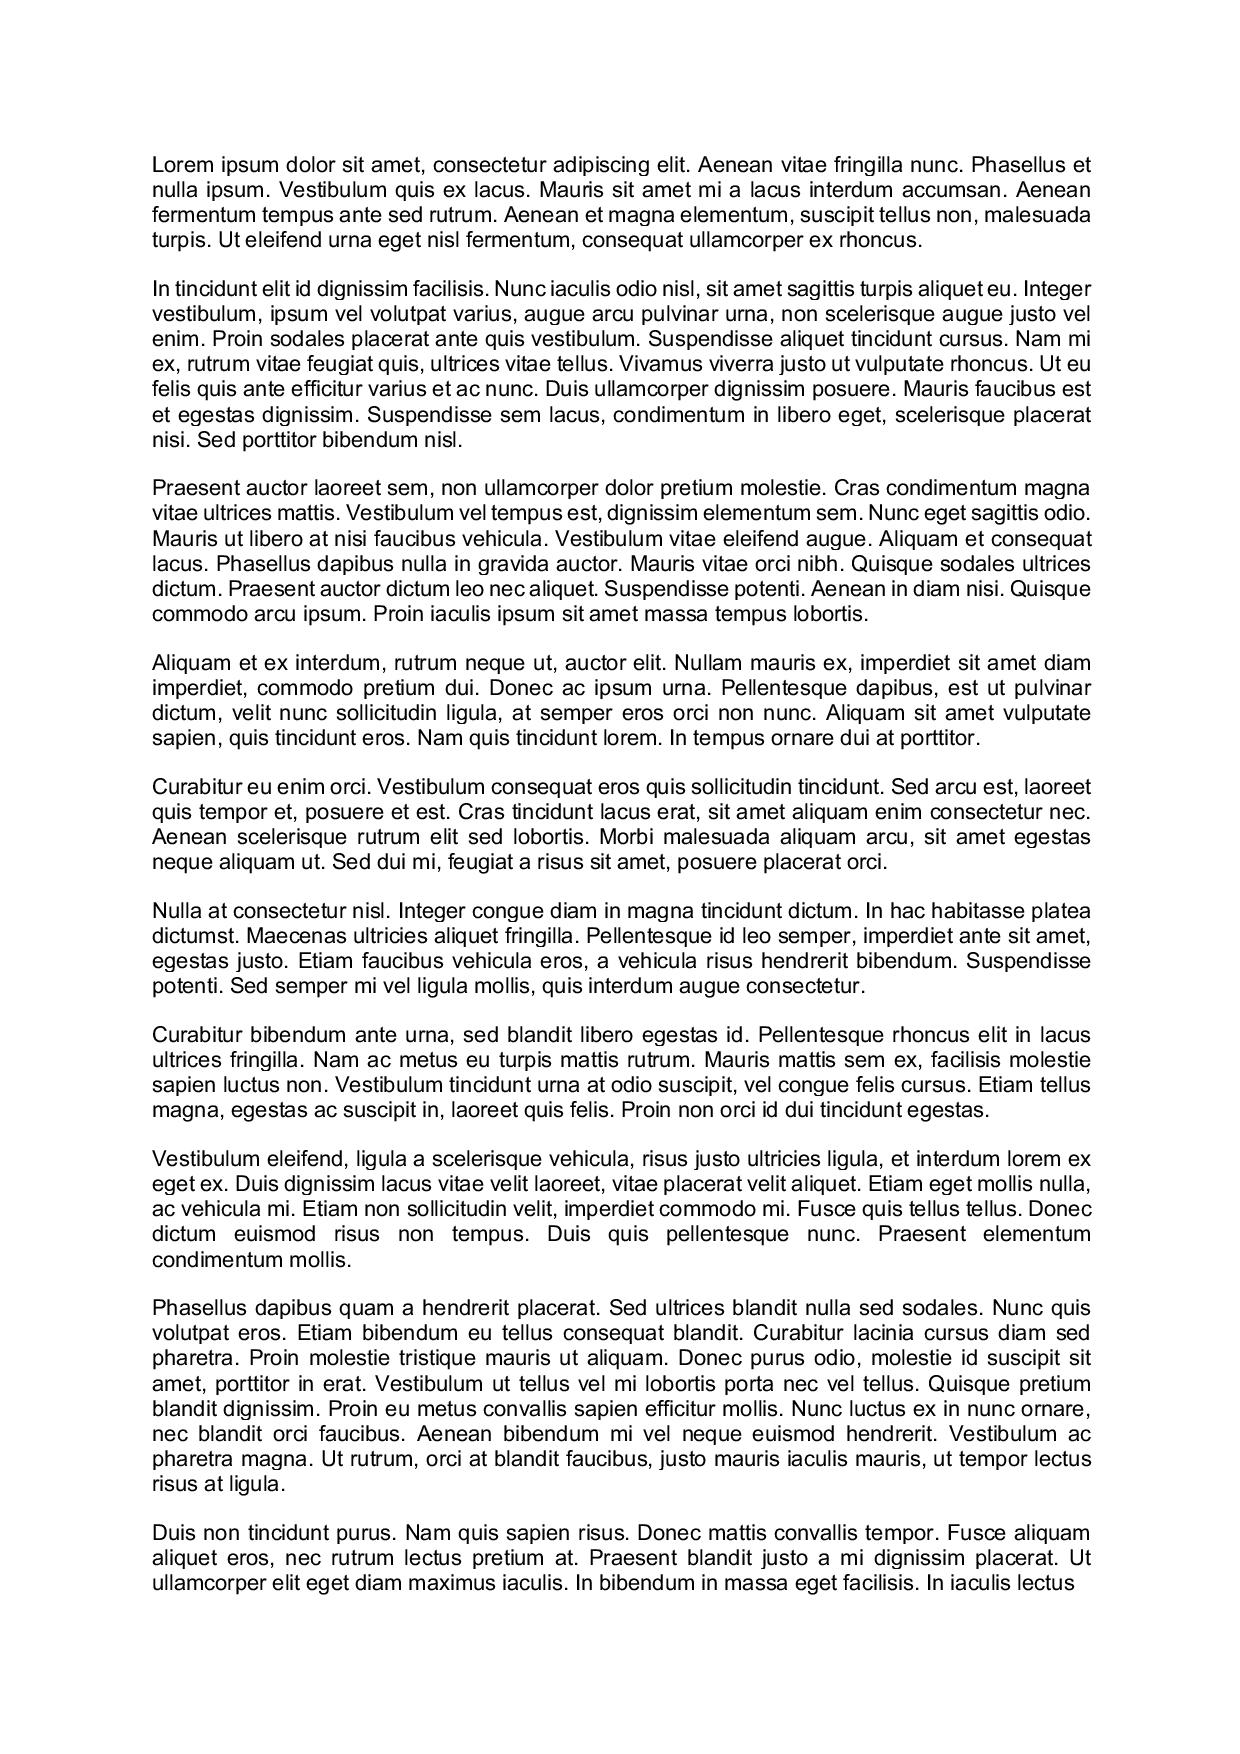 Lorem ipsum dolor sit amet, consectetur adipiscing elit. Aenean vitae fringilla nunc. Phasellus et
nulla ipsum. Vestibulum quis ex lacus. Mauris sit amet mi a lacus interdum accumsan. Aenean
fermentum tempus ante sed rutrum. Aenean et magna elementum, suscipit tellus non, malesuada
turpis. Ut eleifend urna eget nisl fermentum, consequat ullamcorper ex rhoncus.
In tincidunt elit id dignissim facilisis. Nunc iaculis odio nisl, sit amet sagittis turpis aliquet eu. Integer
vestibulum, ipsum vel volutpat varius, augue arcu pulvinar urna, non scelerisque augue justo vel
enim. Proin sodales placerat ante quis vestibulum. Suspendisse aliquet tincidunt cursus. Nam mi
ex, rutrum vitae feugiat quis, ultrices vitae tellus. Vivamus viverra justo ut vulputate rhoncus. Ut eu
felis quis ante efficitur varius et ac nunc. Duis ullamcorper dignissim posuere. Mauris faucibus est
et egestas dignissim. Suspendisse sem lacus, condimentum in libero eget, scelerisque placerat
nisi. Sed porttitor bibendum nisl.
Praesent auctor laoreet sem, non ullamcorper dolor pretium molestie. Cras condimentum magna
vitae ultrices mattis. Vestibulum vel tempus est, dignissim elementum sem. Nunc eget sagittis odio.
Mauris ut libero at nisi faucibus vehicula. Vestibulum vitae eleifend augue. Aliquam et consequat
lacus. Phasellus dapibus nulla in gravida auctor. Mauris vitae orci nibh. Quisque sodales ultrices
dictum. Praesent auctor dictum leo nec aliquet. Suspendisse potenti. Aenean in diam nisi. Quisque
commodo arcu ipsum. Proin iaculis ipsum sit amet massa tempus lobortis.
Aliquam et ex interdum, rutrum neque ut, auctor elit. Nullam mauris ex, imperdiet sit amet diam
imperdiet, commodo pretium dui. Donec ac ipsum urna. Pellentesque dapibus, est ut pulvinar
dictum, velit nunc sollicitudin ligula, at semper eros orci non nunc. Aliquam sit amet vulputate
sapien, quis tincidunt eros. Nam quis tincidunt lorem. In tempus ornare dui at porttitor.
Curabitur eu enim orci. Vestibulum consequat eros quis sollicitudin tincidunt. Sed arcu est, laoreet
quis tempor et, posuere et est. Cras tincidunt lacus erat, sit amet aliquam enim consectetur nec.
Aenean scelerisque rutrum elit sed lobortis. Morbi malesuada aliquam arcu, sit amet egestas
neque aliquam ut. Sed dui mi, feugiat a risus sit amet, posuere placerat orci.
Nulla at consectetur nisl. Integer congue diam in magna tincidunt dictum. In hac habitasse platea
dictumst. Maecenas ultricies aliquet fringilla. Pellentesque id leo semper, imperdiet ante sit amet,
egestas justo. Etiam faucibus vehicula eros, a vehicula risus hendrerit bibendum. Suspendisse
potenti. Sed semper mi vel ligula mollis, quis interdum augue consectetur.
Curabitur bibendum ante urna, sed blandit libero egestas id. Pellentesque rhoncus elit in lacus
ultrices fringilla. Nam ac metus eu turpis mattis rutrum. Mauris mattis sem ex, facilisis molestie
sapien luctus non. Vestibulum tincidunt urna at odio suscipit, vel congue felis cursus. Etiam tellus
magna, egestas ac suscipit in, laoreet quis felis. Proin non orci id dui tincidunt egestas.
Vestibulum eleifend, ligula a scelerisque vehicula, risus justo ultricies ligula, et interdum lorem ex
eget ex. Duis dignissim lacus vitae velit laoreet, vitae placerat velit aliquet. Etiam eget mollis nulla,
ac vehicula mi. Etiam non sollicitudin velit, imperdiet commodo mi. Fusce quis tellus tellus. Donec
dictum euismod risus non tempus. Duis quis pellentesque nunc. Praesent elementum
condimentum mollis.
Phasellus dapibus quam a hendrerit placerat. Sed ultrices blandit nulla sed sodales. Nunc quis
volutpat eros. Etiam bibendum eu tellus consequat blandit. Curabitur lacinia cursus diam sed
pharetra. Proin molestie tristique mauris ut aliquam. Donec purus odio, molestie id suscipit sit
amet, porttitor in erat. Vestibulum ut tellus vel mi lobortis porta nec vel tellus. Quisque pretium
blandit dignissim. Proin eu metus convallis sapien efficitur mollis. Nunc luctus ex in nunc ornare,
nec blandit orci faucibus. Aenean bibendum mi vel neque euismod hendrerit. Vestibulum ac
pharetra magna. Ut rutrum, orci at blandit faucibus, justo mauris iaculis mauris, ut tempor lectus
risus at ligula.
Duis non tincidunt purus. Nam quis sapien risus. Donec mattis convallis tempor. Fusce aliquam
aliquet eros, nec rutrum lectus pretium at. Praesent blandit justo a mi dignissim placerat. Ut
ullamcorper elit eget diam maximus iaculis. In bibendum in massa eget facilisis. In iaculis lectus